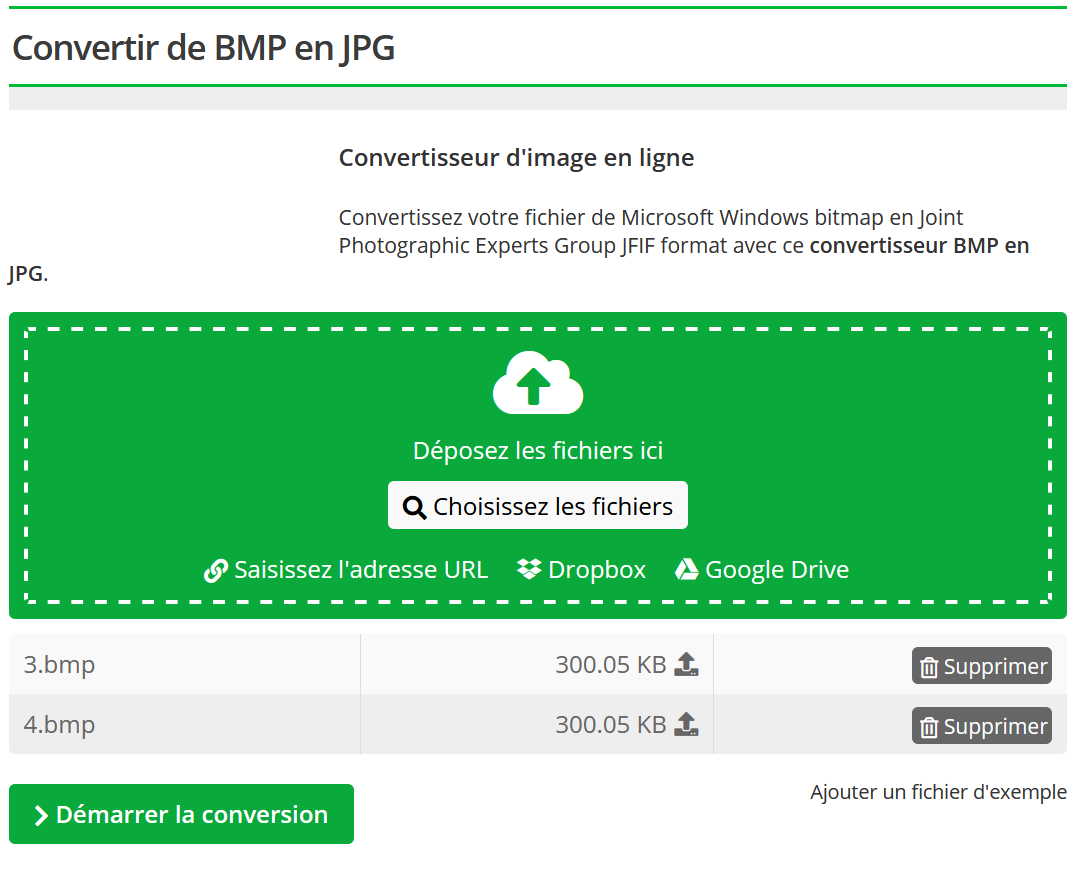 Convertir de BMP en JPG
Convertisseur d'image en ligne
Convertissez votre fichier de Microsoft Windows bitmap en Joint
Photographic Experts Group JFIF format avec ce convertisseur BMP en
JPG.
Déposez les fichiers ici
Choisissez les fichiers
Saisissez l'adresse URL Dropbox Google Drive
3.bmp 300.05 KB Supprimer
4.bmp 300.05 KB Supprimer
Ajouter un fichier d'exemple
Démarrer la conversion